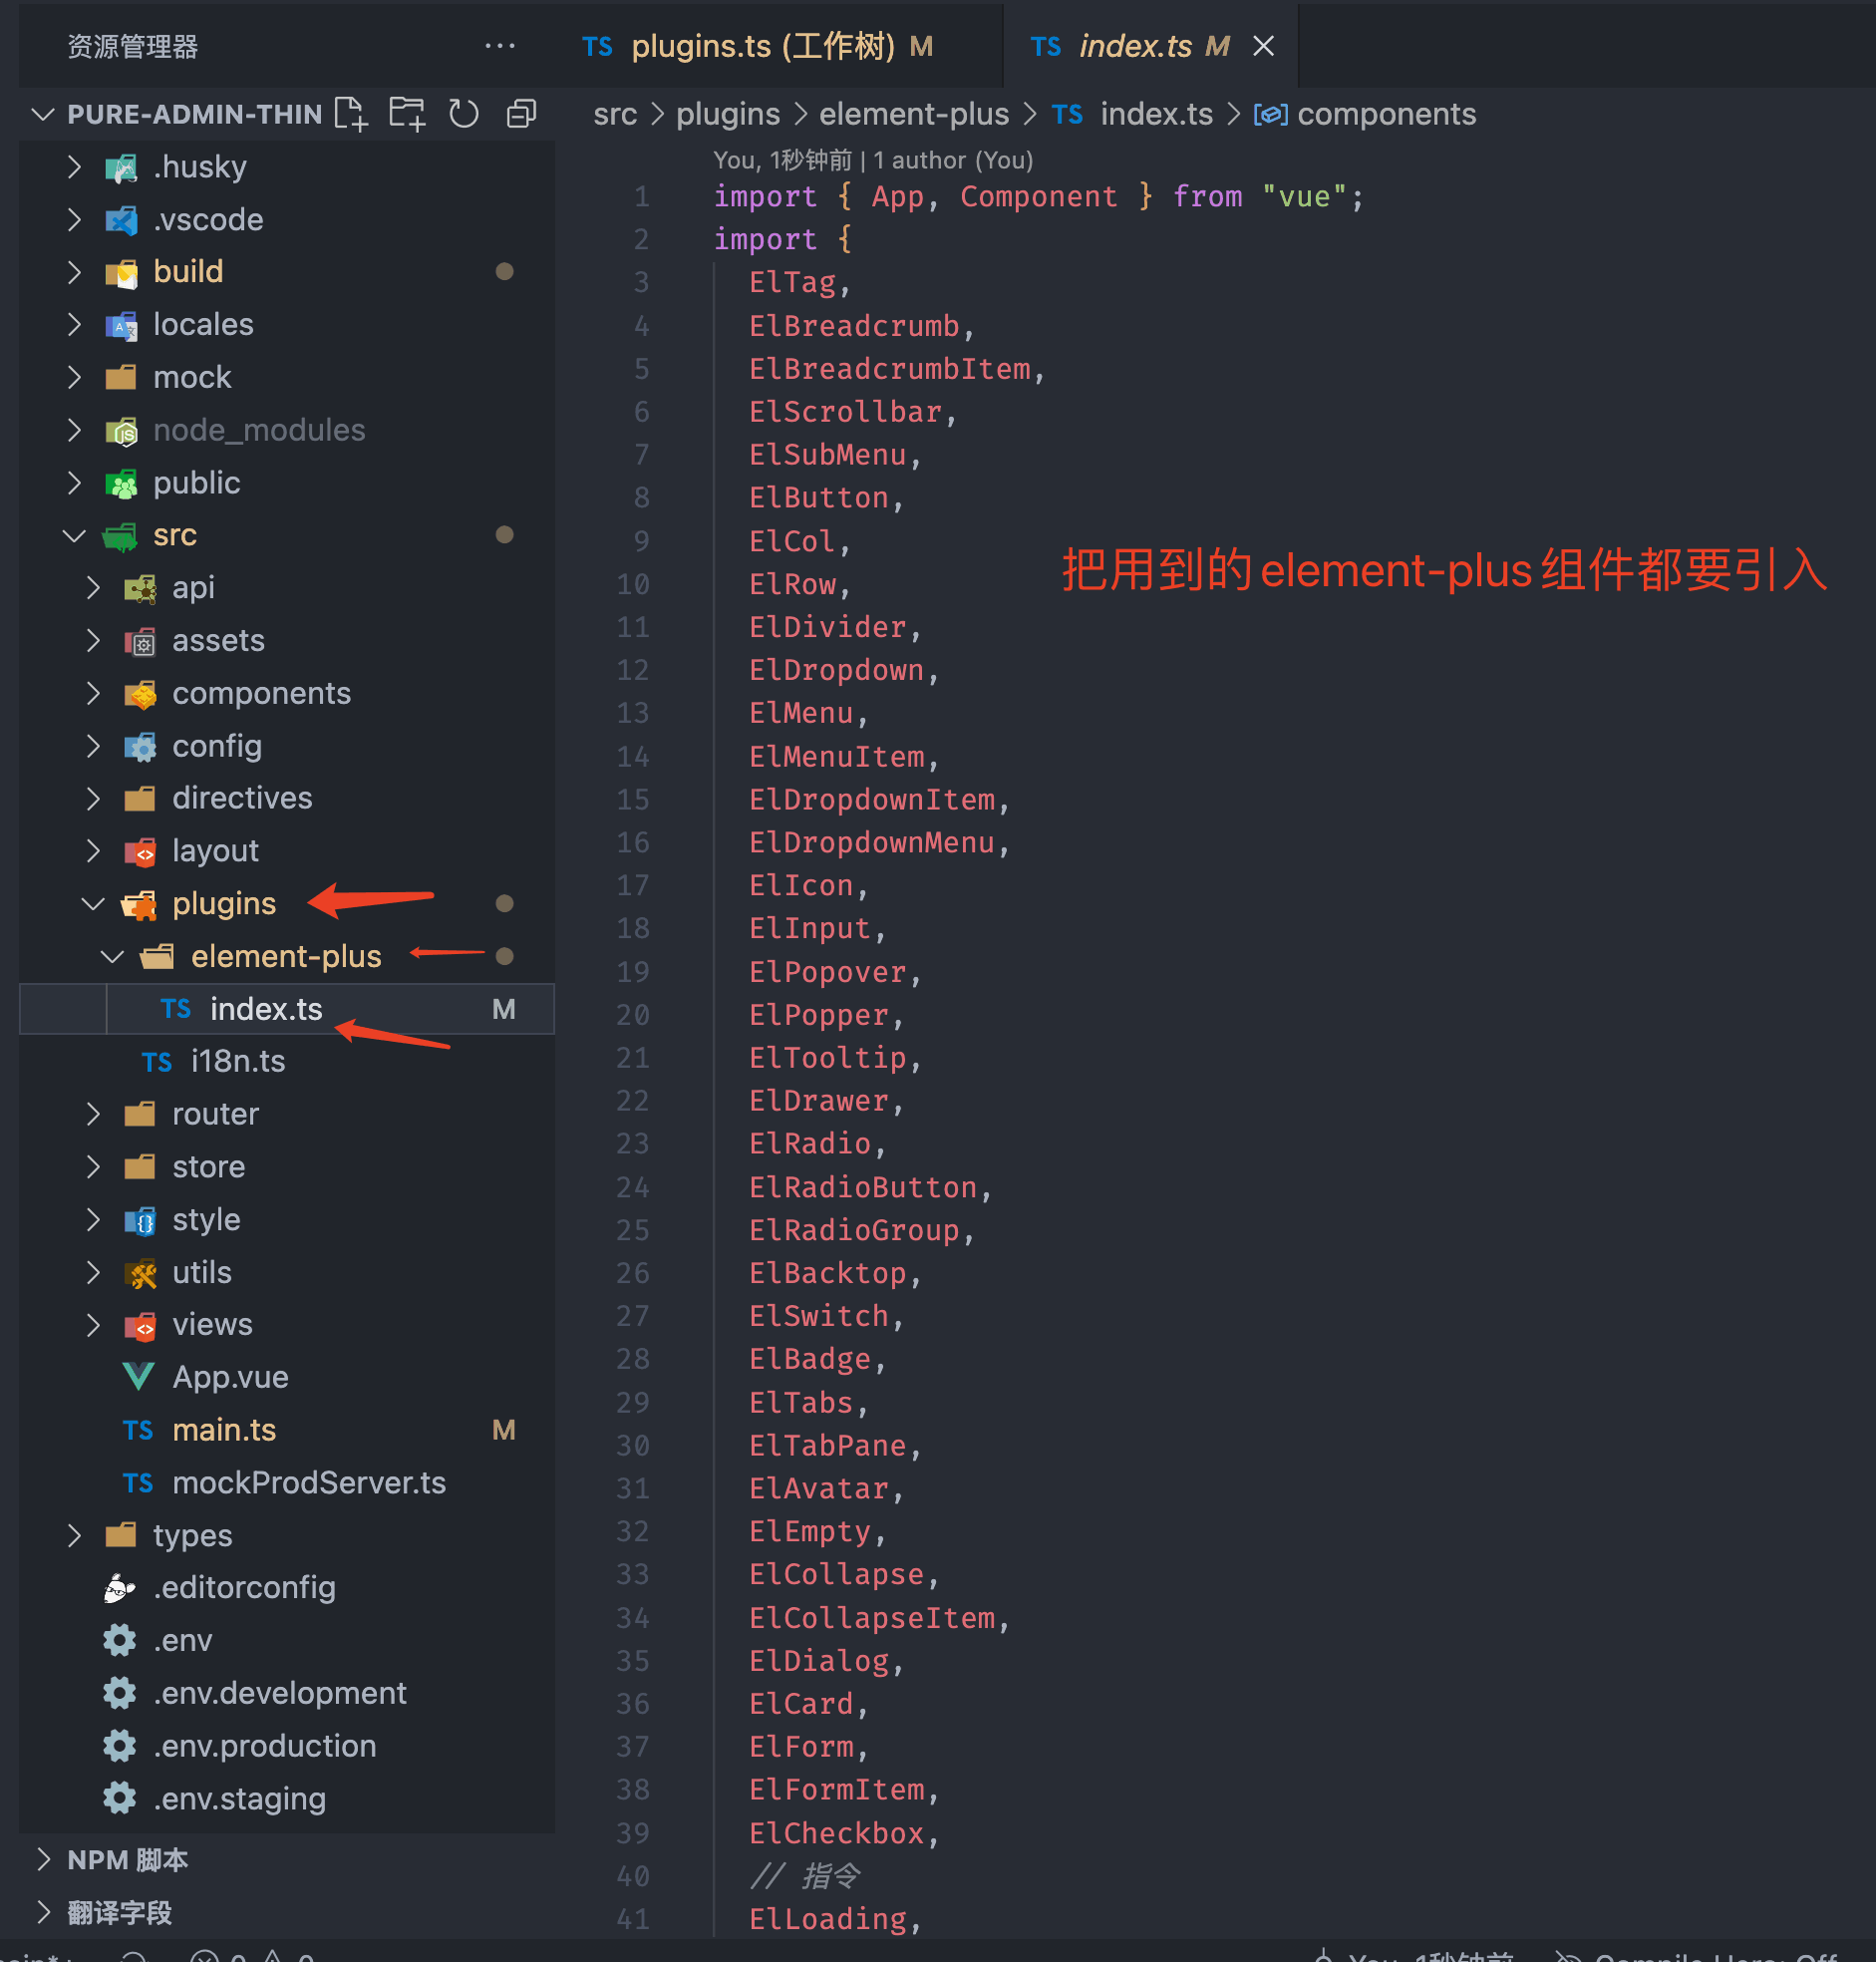 资源管理器
···
TS plugins.ts (工作树) M
TS index.ts M
PURE-ADMIN-THIN
src > plugins > element-plus > TS index.ts > components
.husky
.vscode
build
locales
mock
node_modules
public
src
api
assets
components
config
directives
layout
plugins
element-plus
TS index.ts M
TS i18n.ts
router
store
style
utils
views
App.vue
TS main.ts M
TS mockProdServer.ts
types
.editorconfig
.env
.env.development
.env.production
.env.staging
NPM 脚本
翻译字段
You, 1秒钟前 | 1 author (You)
1 import { App, Component } from "vue";
2 import {
3 ElTag,
4 ElBreadcrumb,
5 ElBreadcrumbItem,
6 ElScrollbar,
7 ElSubMenu,
8 ElButton,
9 ElCol,
10 ElRow,
11 ElDivider,
12 ElDropdown,
13 ElMenu,
14 ElMenuItem,
15 ElDropdownItem,
16 ElDropdownMenu,
17 ElIcon,
18 ElInput,
19 ElPopover,
20 ElPopper,
21 ElTooltip,
22 ElDrawer,
23 ElRadio,
24 ElRadioButton,
25 ElRadioGroup,
26 ElBacktop,
27 ElSwitch,
28 ElBadge,
29 ElTabs,
30 ElTabPane,
31 ElAvatar,
32 ElEmpty,
33 ElCollapse,
34 ElCollapseItem,
35 ElDialog,
36 ElCard,
37 ElForm,
38 ElFormItem,
39 ElCheckbox,
40 // 指令
41 ElLoading,
把用到的element-plus组件都要引入
You, 1秒钟前